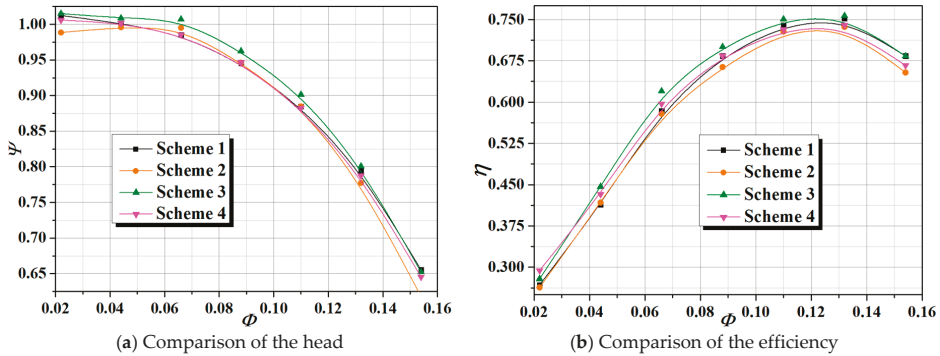 1.00
0.95
0.90
0.85
0.80
0.75
0.70
0.65
Ψ
Scheme 1
Scheme 2
Scheme 3
Scheme 4
0.02 0.04 0.06 0.08 0.10 0.12 0.14 0.16
Φ
(a) Comparison of the head
0.750
0.675
0.600
0.450
0.375
0.300
η
Scheme 1
Scheme 2
Scheme 3
Scheme 4
0.02 0.04 0.06 0.08 0.10 0.12 0.14 0.16
Φ
(b) Comparison of the efficiency